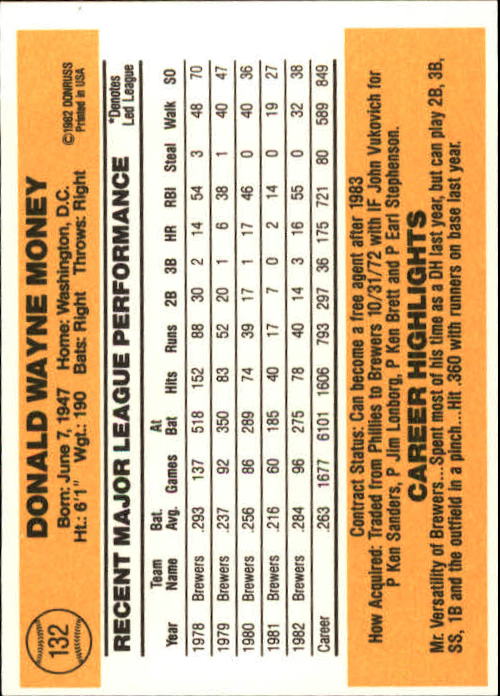 132
DONALD WAYNE MONEY
Born: June 7, 1947 Home: Washington, D.C.
Ht.: 6'1" Wgt.: 190 Bats: Right Throws: Right
©1982 DONRUSS
Printed in USA
RECENT MAJOR LEAGUE PERFORMANCE
*Denotes
Led League
Year Team Name Bat. Avg. Games At Bat Hits Runs 2B 3B HR RBI Steal Walk SO
1978 Brewers .293 137 518 152 88 30 2 14 54 3 48 70
1979 Brewers .237 92 350 83 52 20 1 6 38 1 40 47
1980 Brewers .256 86 289 74 39 17 1 17 46 0 40 36
1981 Brewers .216 60 185 40 17 7 0 2 14 0 19 27
1982 Brewers .284 96 275 78 40 14 3 16 55 0 32 38
Career .263 1677 6101 1606 793 297 36 175 721 80 589 849
Contract Status: Can become a free agent after 1983
How Acquired: Traded from Phillies to Brewers 10/31/72 with IF John Vukovich for
P Ken Sanders, P Jim Lonborg, P Ken Brett and P Earl Stephenson.
CAREER HIGHLIGHTS
Mr. Versatility of Brewers...Spent most of his time as a DH last year, but can play 2B, 3B,
SS, 1B and the outfield in a pinch...Hit .360 with runners on base last year.